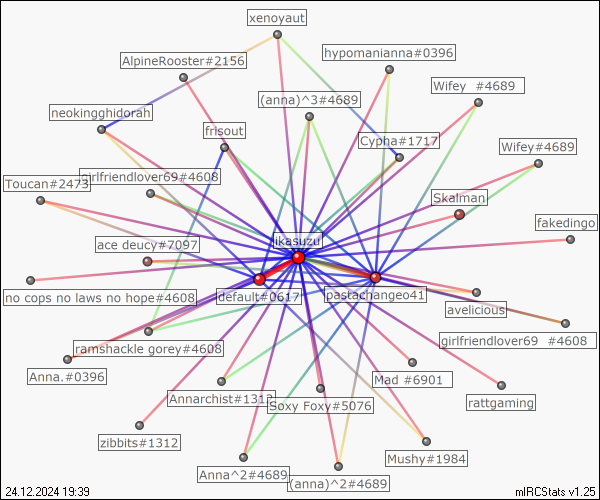 xenoyaut
hypomanianna#0396
AlpineRooster#2156
Wifey  #4689
(anna)^3#4689
neokingghidorah
frisout
Cypha#1717
Wifey#4689
girlfriendlover69#4608
Toucan#2473
Skalman
fakedingo
ikasuzu
ace deucy#7097
no cops no laws no hope#4608
default#0617
pastachangeo41
avelicious
girlfriendlover69  #4608
ramshackle gorey#4608
Anna.#0396
Mad #6901
Annarchist#1312
Soxy Foxy#5076
rattgaming
zibbits#1312
Mushy#1984
Anna^2#4689
(anna)^2#4689
24.12.2024 19:39
mIRCStats v1.25